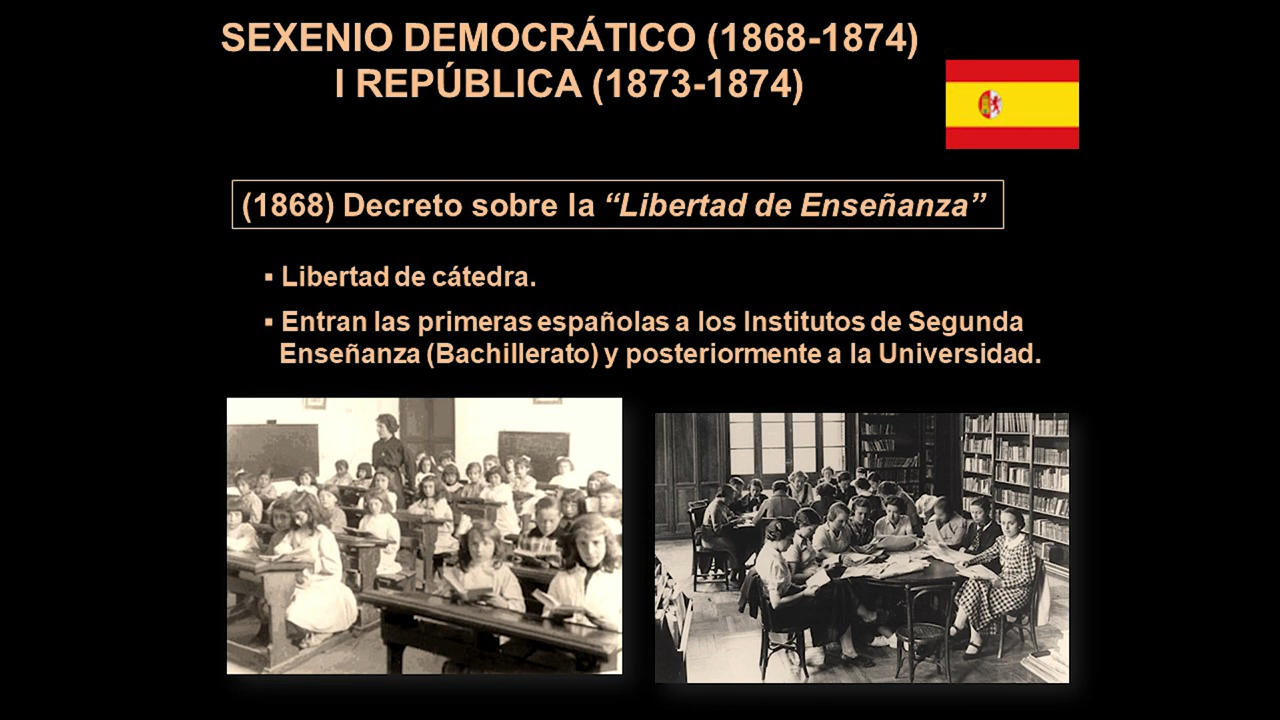 SEXENIO DEMOCRÁTICO (1868-1874)
I REPÚBLICA (1873-1874)
(1868) Decreto sobre la “Libertad de Enseñanza”
▪ Libertad de cátedra.
▪ Entran las primeras españolas a los Institutos de Segunda
Enseñanza (Bachillerato) y posteriormente a la Universidad.